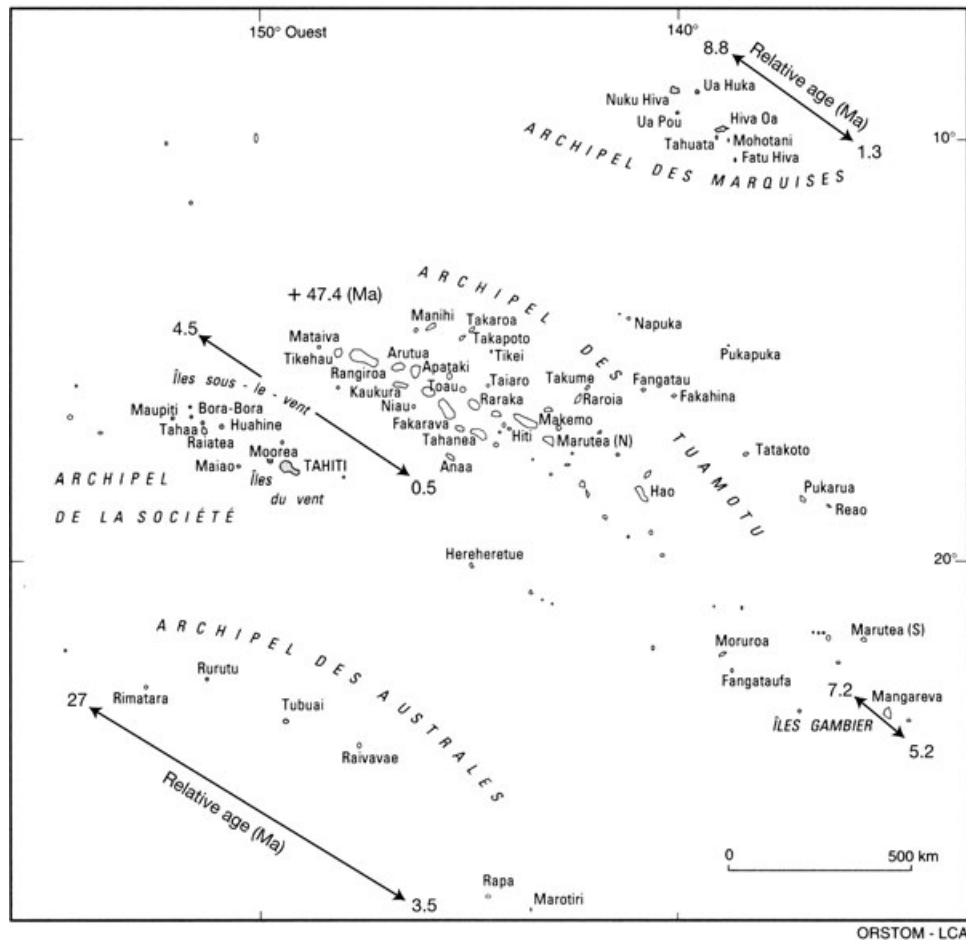 150° Ouest
140°
8.8
Relative age (Ma)
Ua Huka
Nuku Hiva
Ua Pou
Hiva Oa
Tahuata
Mohotani
Fatu Hiva
10°
1.3
ARCHIPEL DES MARQUISES
ARCHIPEL DES TUAMOTU
+ 47.4 (Ma)
4.5
Manihi
Takaroa
Takapoto
Tikei
Napuka
Pukapuka
Mataiva
Tikehau
Rangiroa
Arutua
Apataki
Kaukura
Toau
Taiaro
Takume
Fangatau
Îles sous - le - vent
Niau
Raraka
Raroia
Fakahina
Maupiti
Bora-Bora
Fakarava
Makemo
Tahaa
Huahine
Tahanea
Hiti
Marutea (N)
Raiatea
Moorea
Anaa
Tatakoto
Maiao
TAHITI
Îles
du vent
0.5
Hao
Pukarua
Reao
ARCHIPEL
DE LA SOCIÉTÉ
Hereheretue
20°
ARCHIPEL DES AUSTRALES
Moruroa
Marutea (S)
Rurutu
Fangataufa
27
Rimatara
7.2
Mangareva
Tubuai
ÎLES GAMBIER
Raivavae
5.2
Relative age (Ma)
0
500 km
Rapa
3.5
Marotiri
ORSTOM - LCA